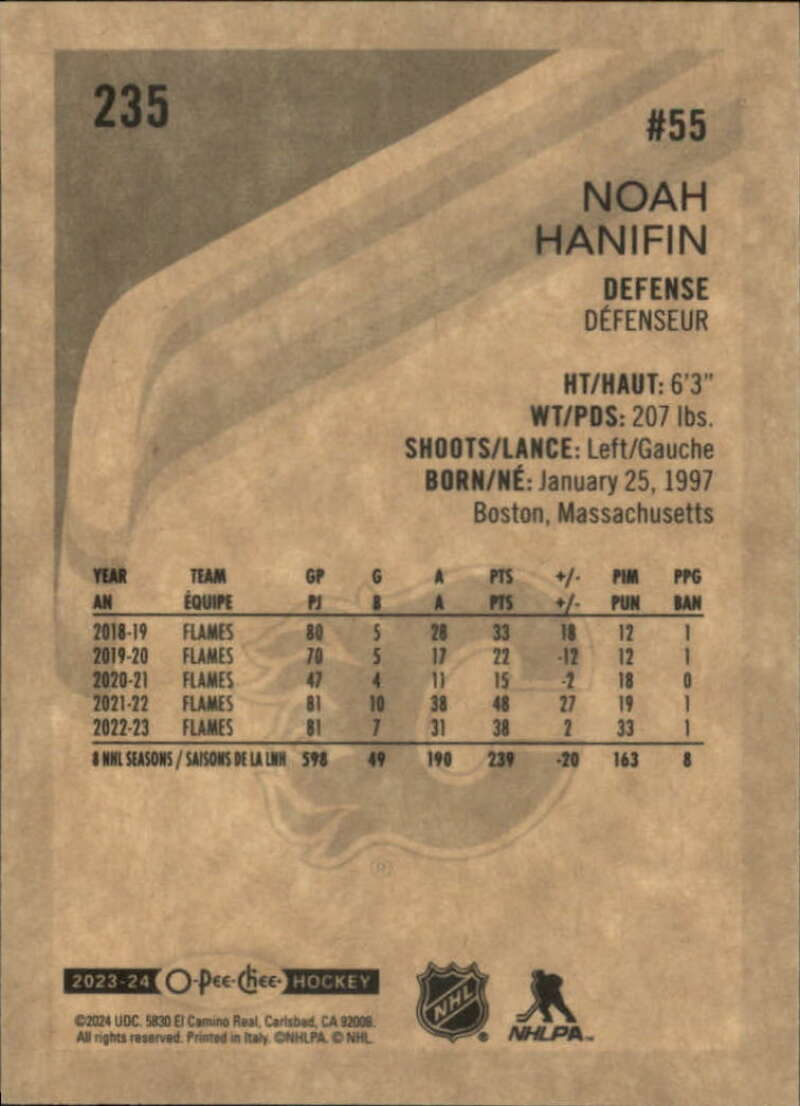 235
#55
NOAH
HANIFIN
DEFENSE
DÉFENSEUR
HT/HAUT: 6'3"
WT/PDS: 207 lbs.
SHOOTS/LANCE: Left/Gauche
BORN/NÉ: January 25, 1997
Boston, Massachusetts
YEAR TEAM GP G A PTS +/- PIM PPG
AN ÉQUIPE PJ B A PTS +/- PUN BAN
2018-19 FLAMES 80 5 28 33 18 12 1
2019-20 FLAMES 70 5 17 22 -12 12 1
2020-21 FLAMES 47 4 11 15 -2 18 0
2021-22 FLAMES 81 10 38 48 27 19 1
2022-23 FLAMES 81 7 31 38 2 33 1
8 NHL SEASONS / SAISONS DE LA LNH 598 49 190 239 -20 163 8
2023-24 O-Pee-Chee HOCKEY
©2024 UDC. 5830 El Camino Real, Carlsbad, CA 92008.
All rights reserved. Printed in Italy. ©NHLPA. © NHL.
NHL
NHLPA™